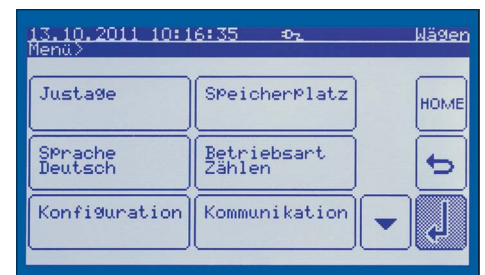 13.10.2011 10:16:35 Wägen
Menü>
Justage Speicherplatz
HOME
Sprache Betriebsart
Deutsch Zählen
Konfiguration Kommunikation